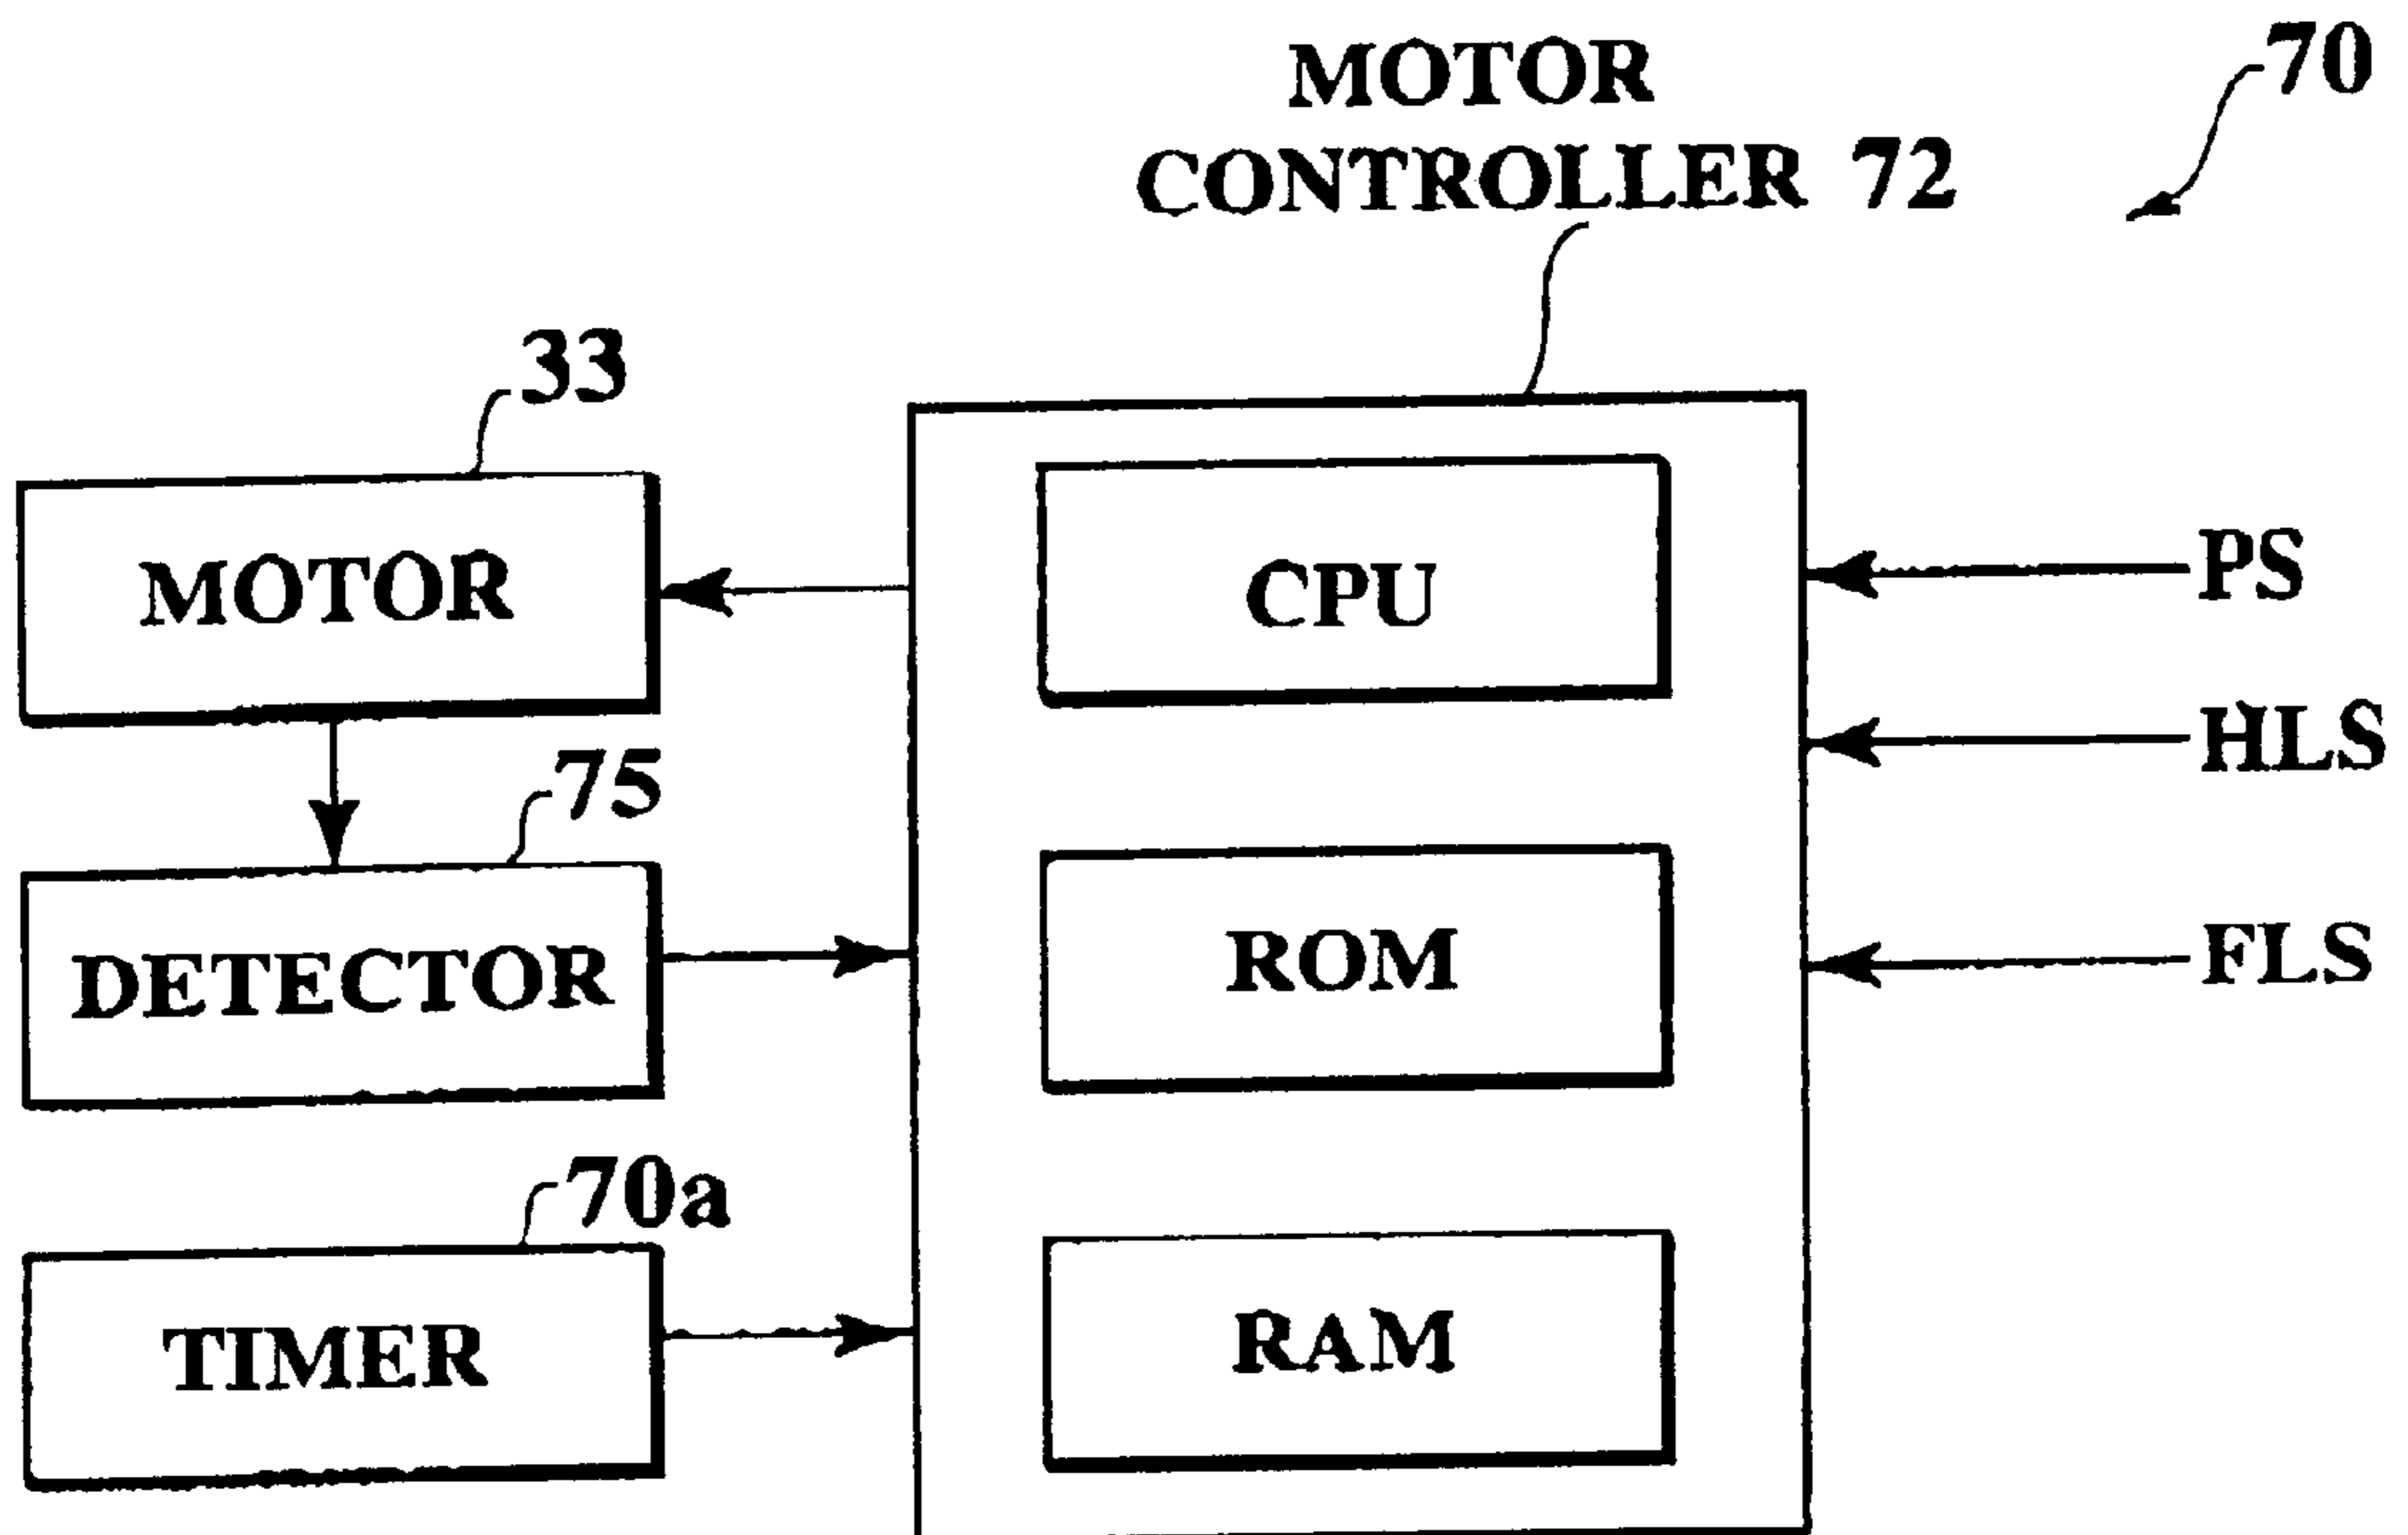 70
MOTOR
CONTROLLER 72
33
MOTOR
CPU
PS
HLS
75
DETECTOR
ROM
FLS
70a
TIMER
RAM